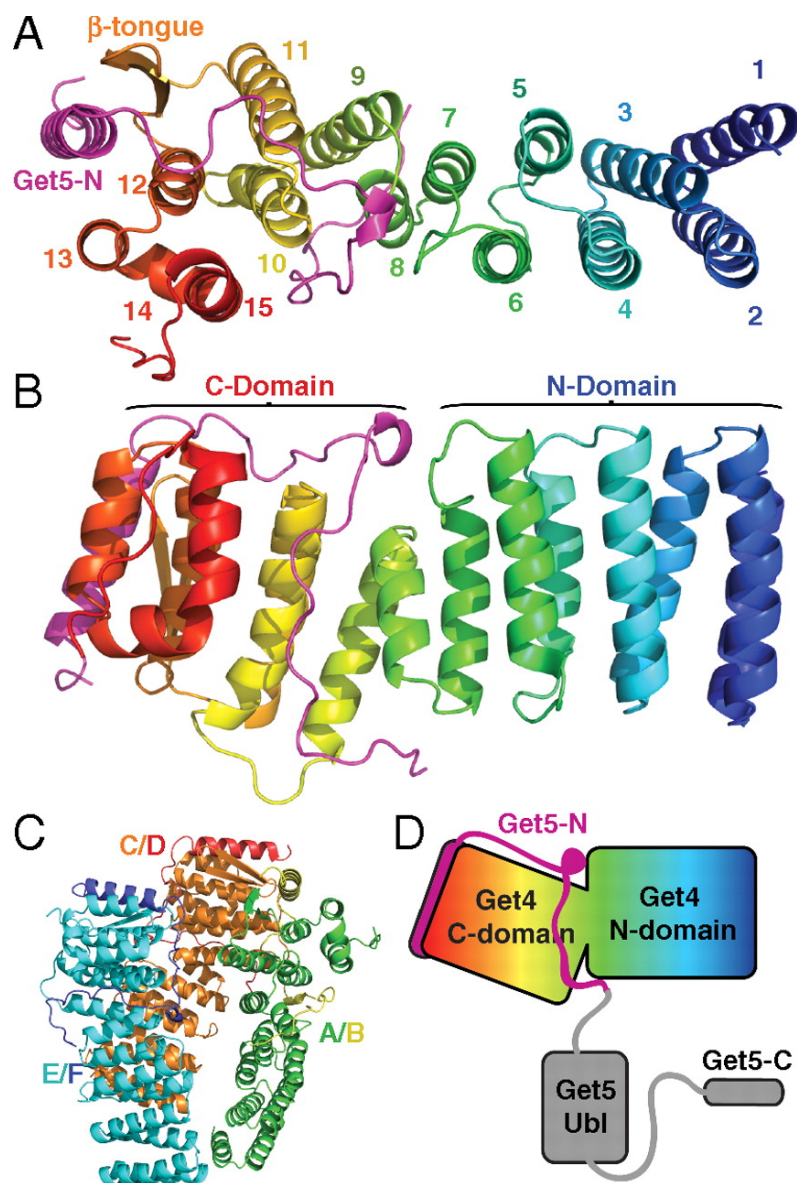 A
β-tongue
11
9
7
5
3
1
Get5-N
12
13
10
8
6
4
2
14
15
B
C-Domain
N-Domain
C
C/D
A/B
E/F
D
Get5-N
Get4
C-domain
Get4
N-domain
Get5
Ubl
Get5-C